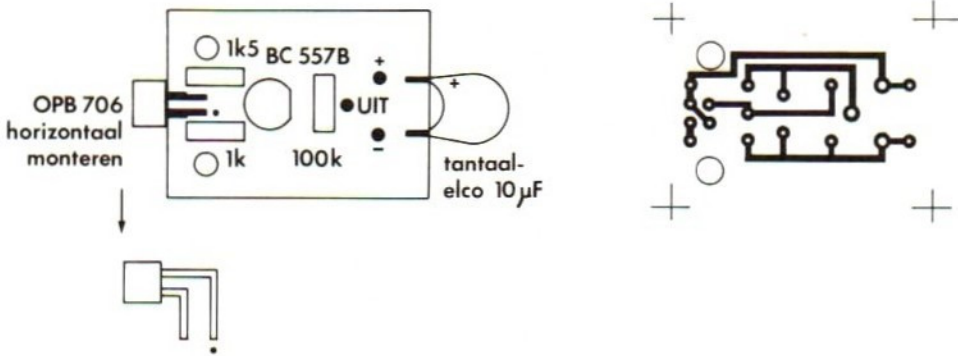 1k5 BC 557B
+
+
OPB 706
horizontaal
monteren
UIT
–
1k
100k
tantaal-
elco 10µF